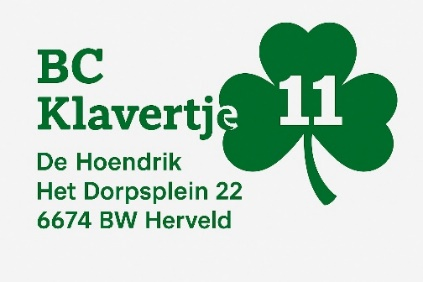 BC
Klavertje 11
De Hoendrik
Het Dorpsplein 22
6674 BW Herveld